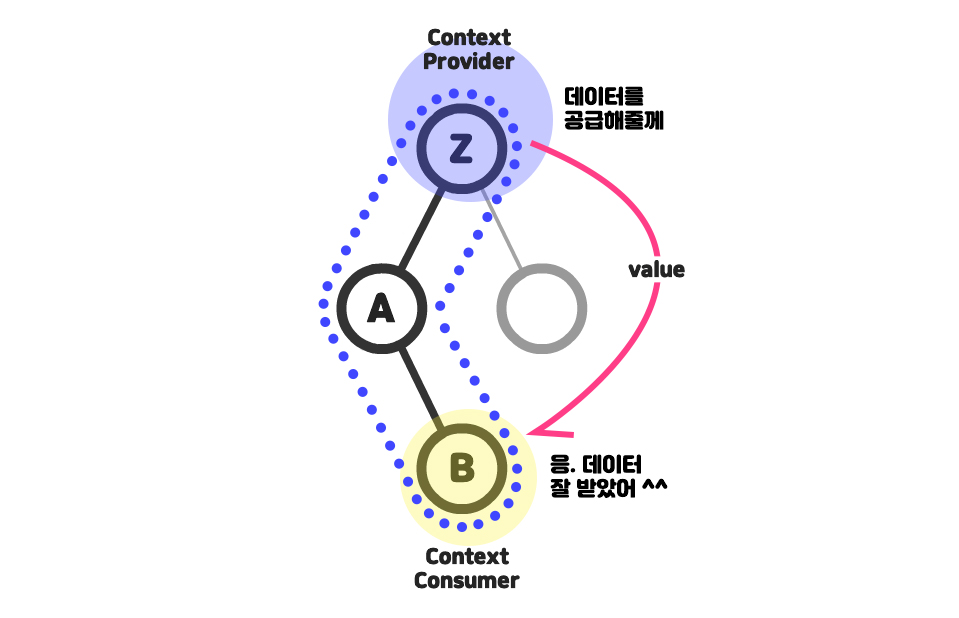 Context
Provider
데이터를
공급해줄께
Z
value
A
B
응. 데이터
잘 받았어 ^^
Context
Consumer